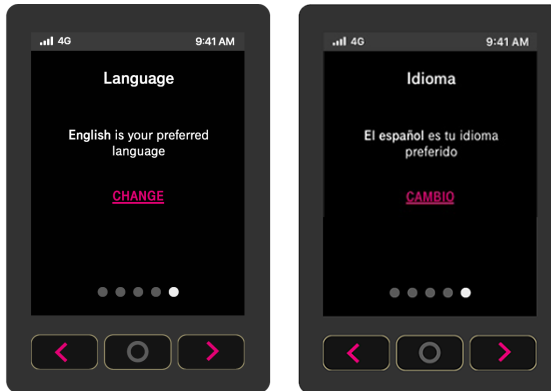 4G 9:41 AM
Language
English is your preferred
language
CHANGE
4G 9:41 AM
Idioma
El español es tu idioma
preferido
CAMBIO